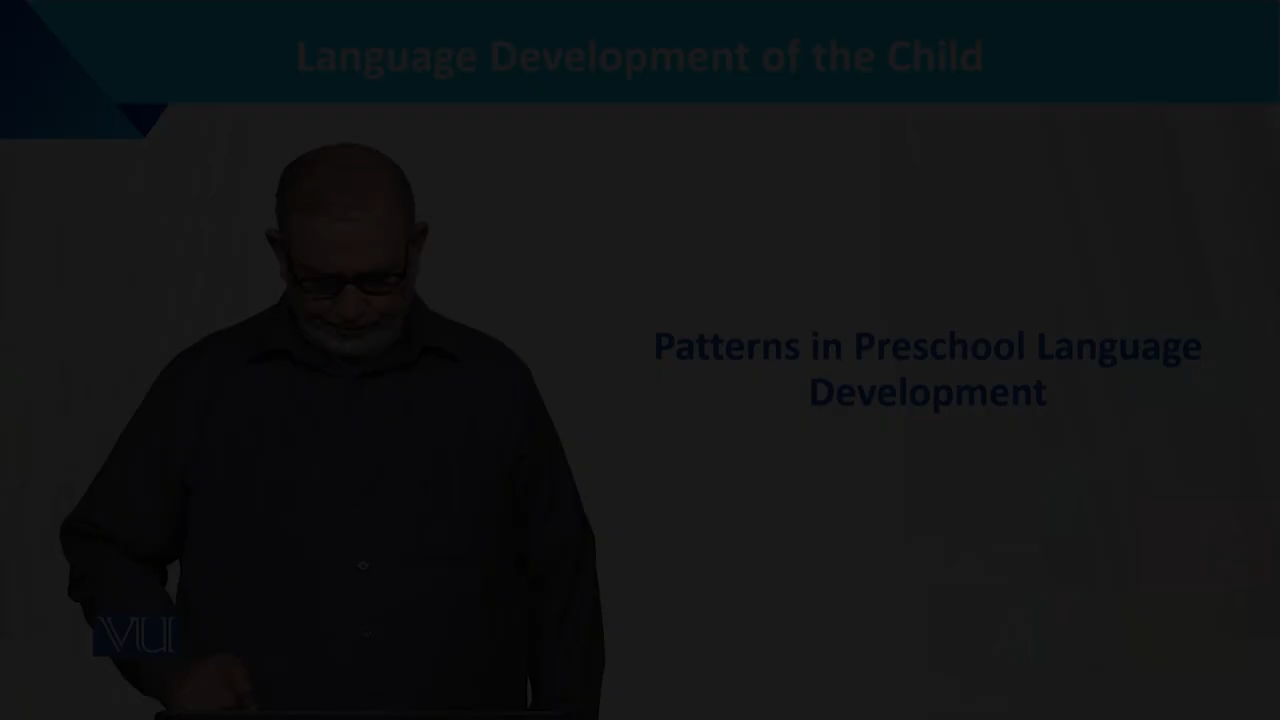 Language Development of the Child
Patterns in Preschool Language
Development
VU